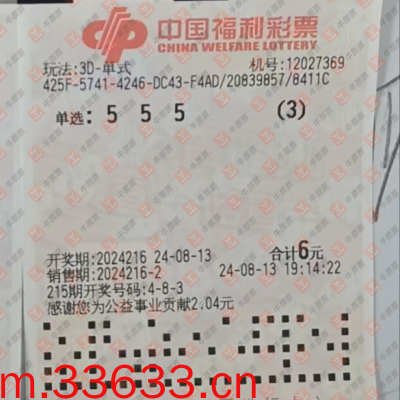 中国福利彩票
CHINA WELFARE LOTTERY
玩法:3D-单式 机号:12027369
425F-5741-4246-DC43-F4AD/20839857/8411C
单选: 5 5 5 (3)
开奖期:2024216 24-08-13 合计6元
销售期:2024216-2 24-08-13 19:14:22
215期开奖号码:4-8-3
感谢您为公益事业贡献2.04元
m.33633.com